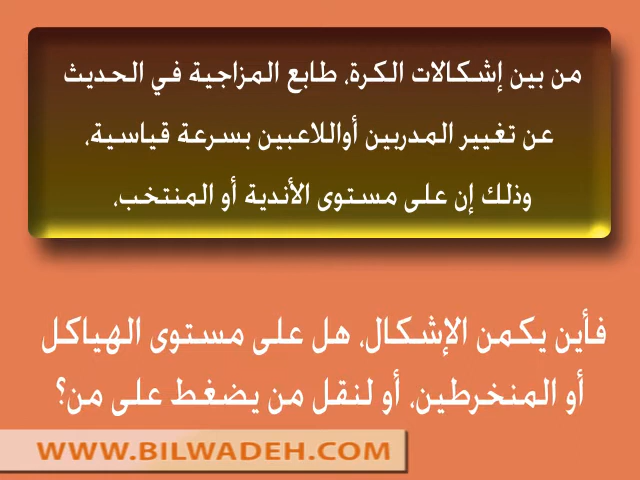 من بين إشكالات الكرة، طابع المزاجية في الحديث
عن تغيير المدربين أواللاعبين بسرعة قياسية،
وذلك إن على مستوى الأندية أو المنتخب،
فأين يكمن الإشكال، هل على مستوى الهياكل
أو المنخرطين، أو لنقل من يضغط على من؟
WWW.BILWADEH.COM